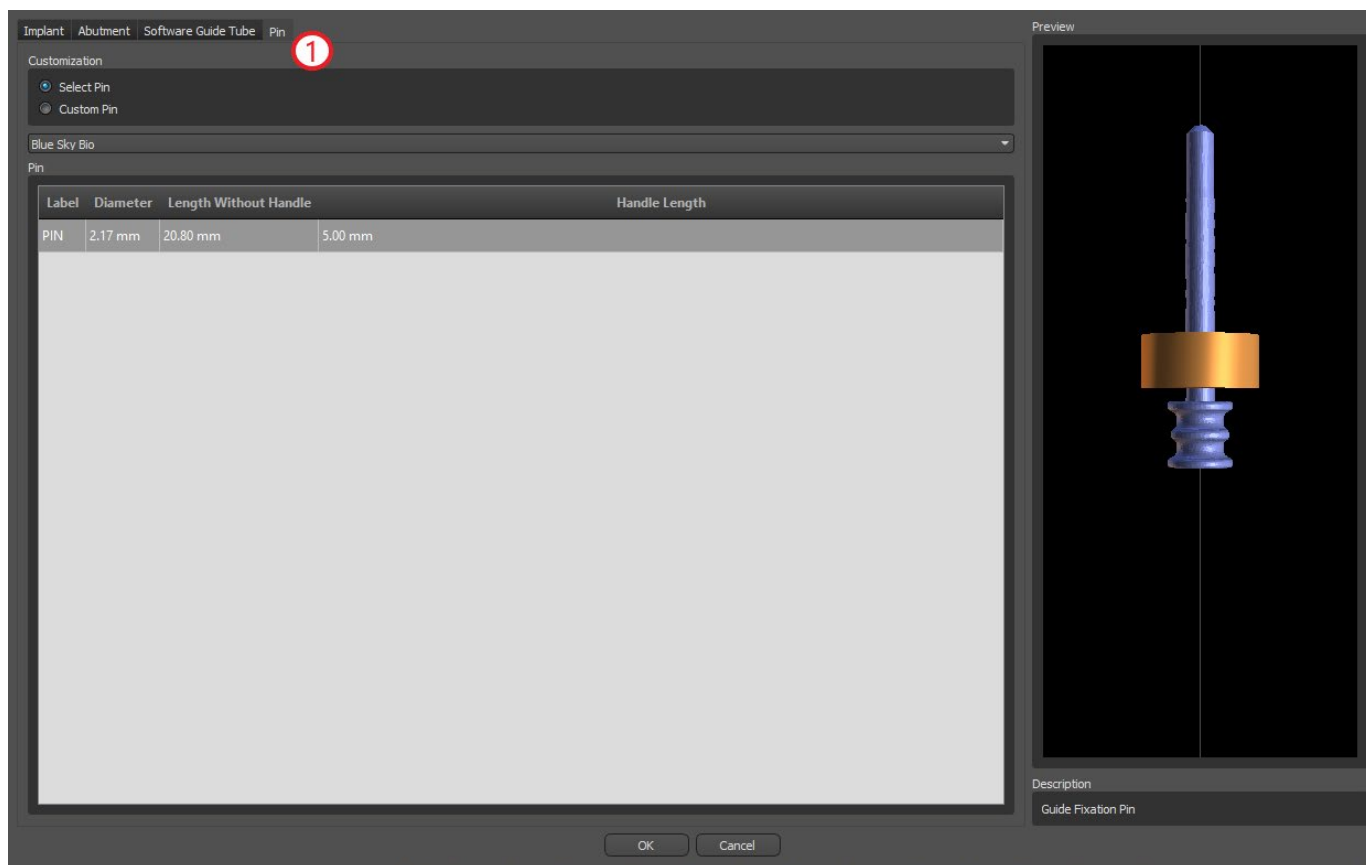 Implant Abutment Software Guide Tube Pin
1
Customization
Select Pin
Custom Pin
Blue Sky Bio
Pin
Label Diameter Length Without Handle Handle Length
PIN 2.17 mm 20.80 mm 5.00 mm
OK Cancel
Preview
Description
Guide Fixation Pin